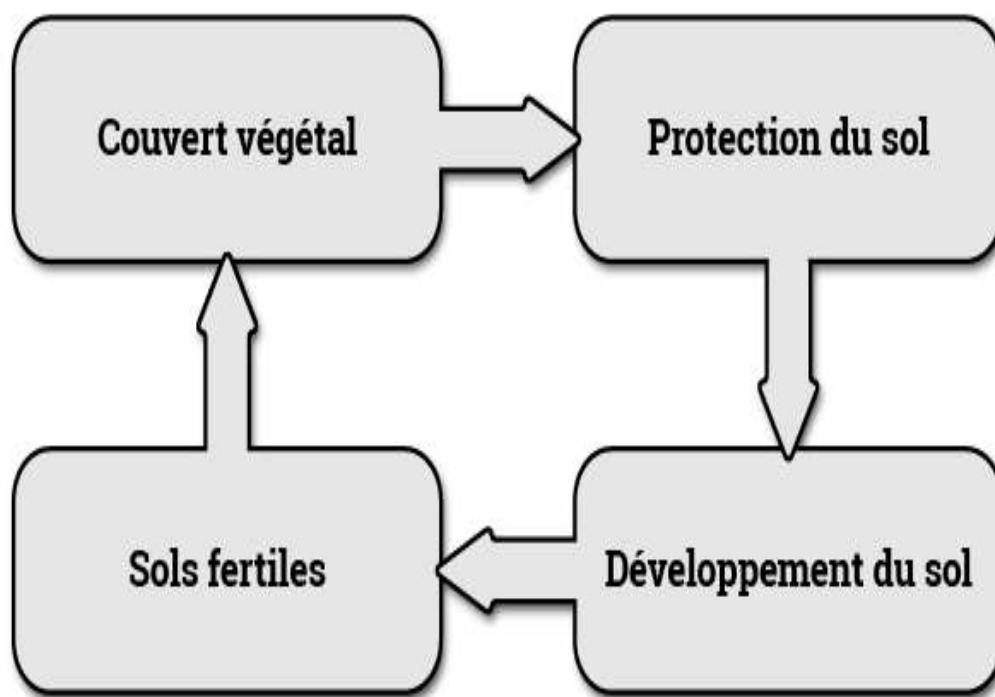 Couvert végétal
Protection du sol
Sols fertiles
Développement du sol